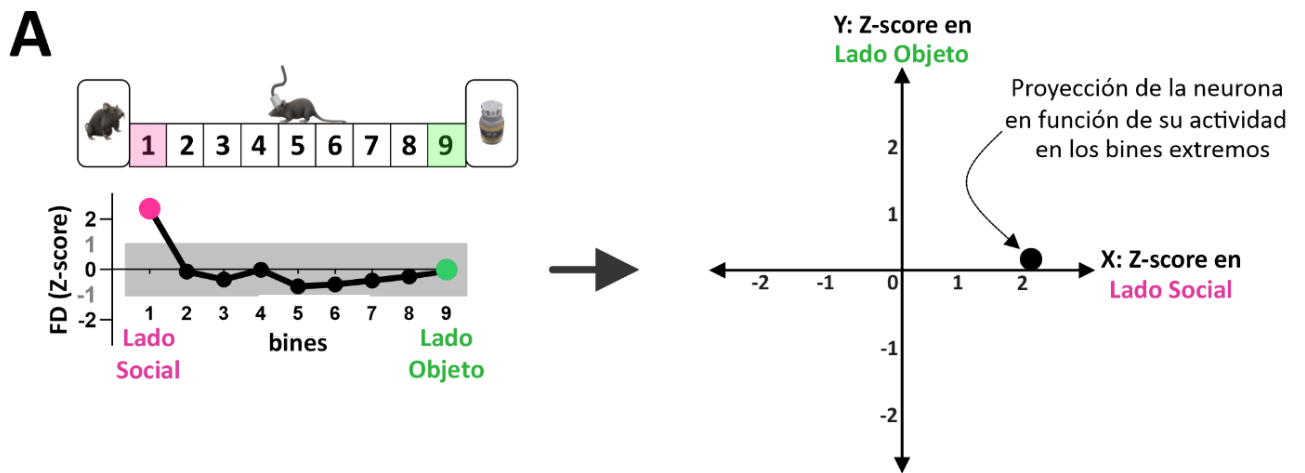 A
1 2 3 4 5 6 7 8 9
FD (Z-score)
2
1
0
-1
-2
1 2 3 4 5 6 7 8 9
Lado
Social
bines
Lado
Objeto
Y: Z-score en
Lado Objeto
Proyección de la neurona
en función de su actividad
en los bines extremos
2
1
X: Z-score en
Lado Social
-2 -1 0 1 2
-1
-2